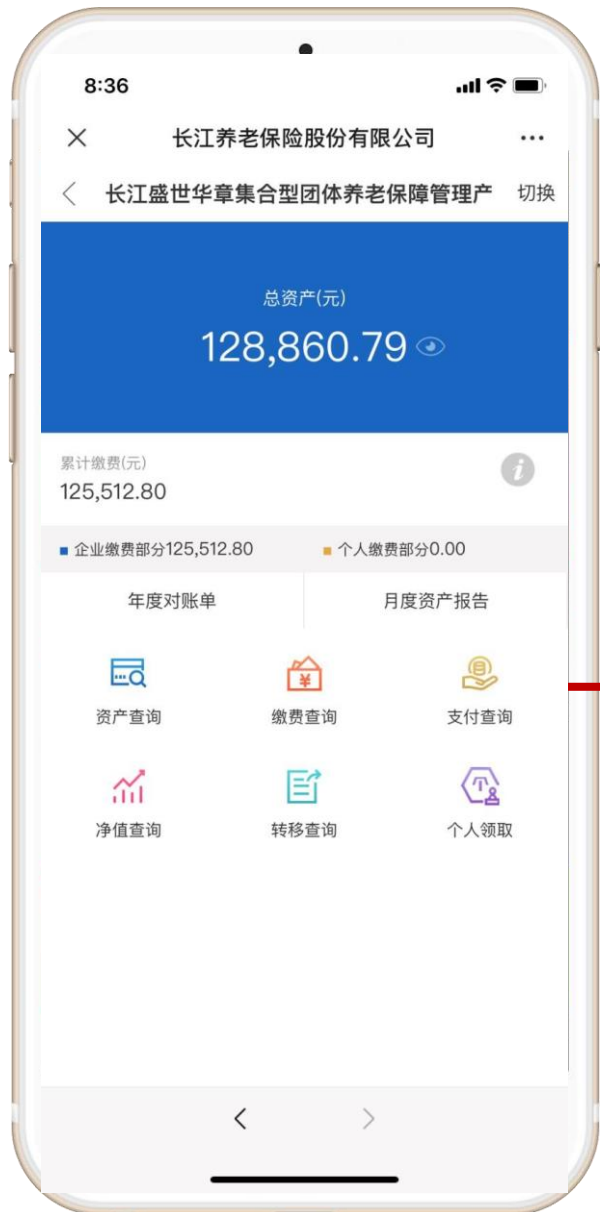 8:36
长江养老保险股份有限公司
长江盛世华章集合型团体养老保障管理产 切换
总资产(元)
128,860.79
累计缴费(元)
125,512.80
企业缴费部分125,512.80 个人缴费部分0.00
年度对账单 月度资产报告
资产查询 缴费查询 支付查询
净值查询 转移查询 个人领取